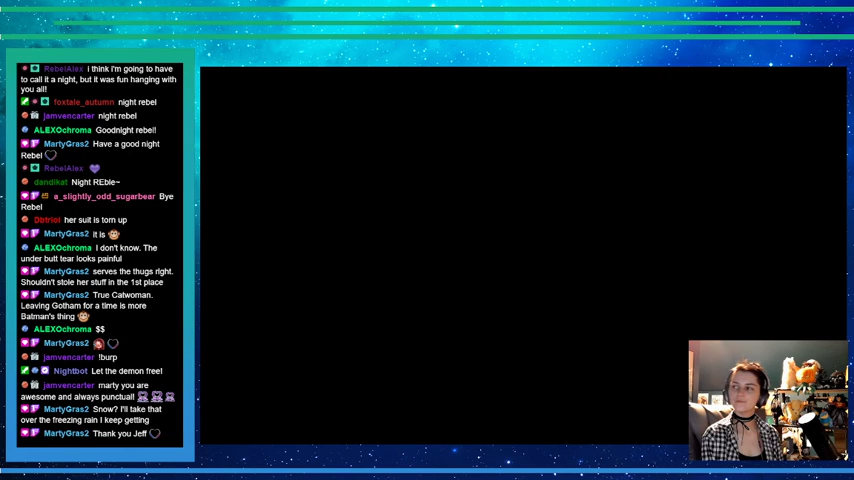 RebelAlex i think i'm going to have
to call it a night, but it was fun hanging with
you all!
foxtale_autumn night rebel
jamvencarter night rebel
ALEXOchroma Goodnight rebel!
MartyGras2 Have a good night
Rebel
RebelAlex
dandikat Night REble~
a_slightly_odd_sugarbear Bye
Rebel
Dbtriol her suit is torn up
MartyGras2 it is
ALEXOchroma I don't know. The
under butt tear looks painful
MartyGras2 serves the thugs right.
Shouldn't stole her stuff in the 1st place
MartyGras2 True Catwoman.
Leaving Gotham for a time is more
Batman's thing
ALEXOchroma $$
MartyGras2
jamvencarter !burp
Nightbot Let the demon free!
jamvencarter marty you are
awesome and always punctual!
MartyGras2 Snow? I'll take that
over the freezing rain I keep getting
MartyGras2 Thank you Jeff